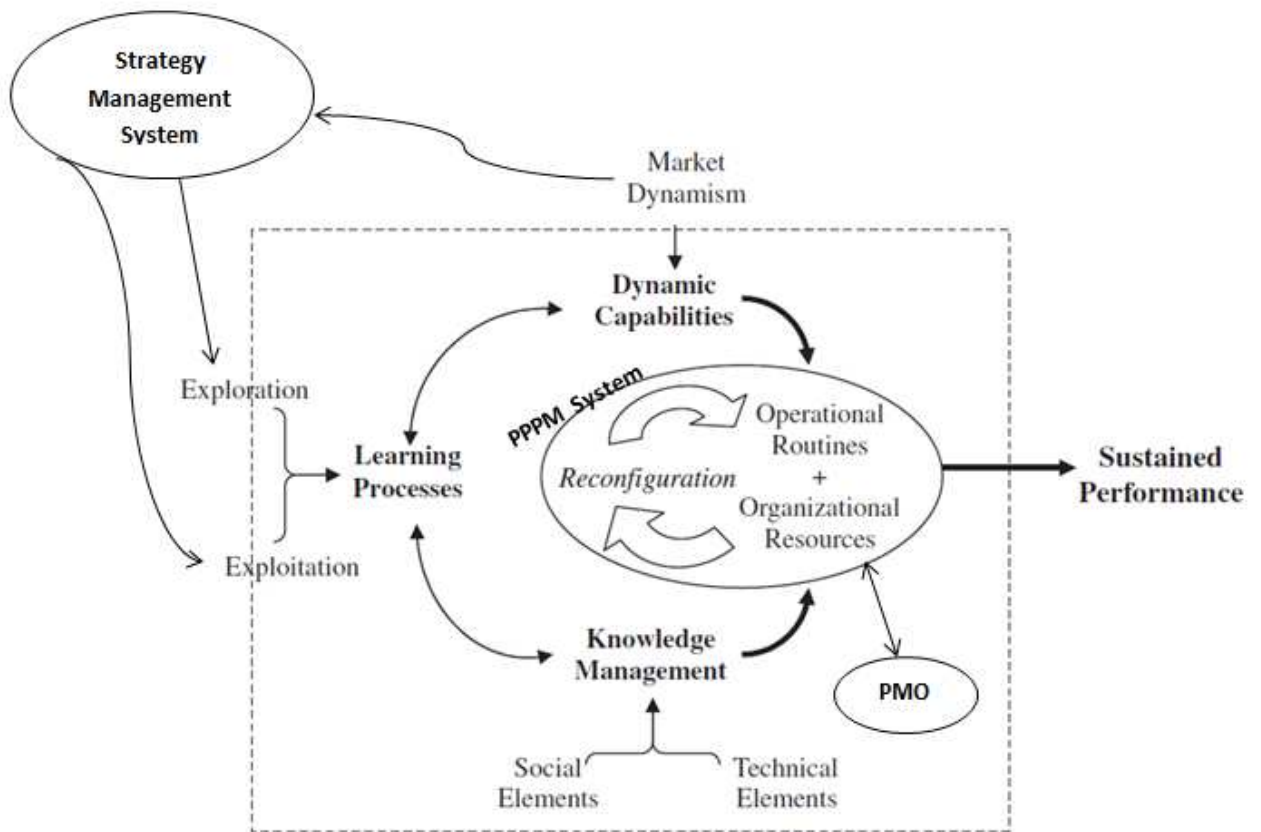 Strategy
Management
System
Market
Dynamism
Dynamic
Capabilities
Exploration
PPPM System
Operational
Routines
+
Organizational
Resources
Reconfiguration
Learning
Processes
Sustained
Performance
Exploitation
Knowledge
Management
PMO
Social
Elements
Technical
Elements